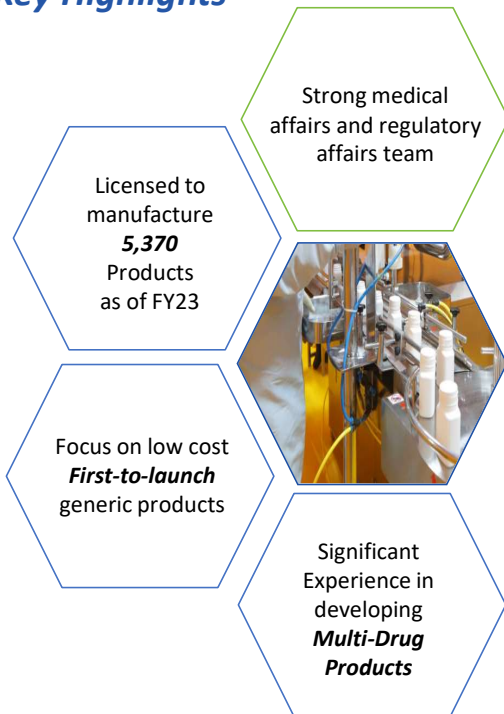 Key Highlights
Strong medical
affairs and regulatory
affairs team
Licensed to
manufacture
5,370
Products
as of FY23
Focus on low cost
First-to-launch
generic products
Significant
Experience in
developing
Multi-Drug
Products